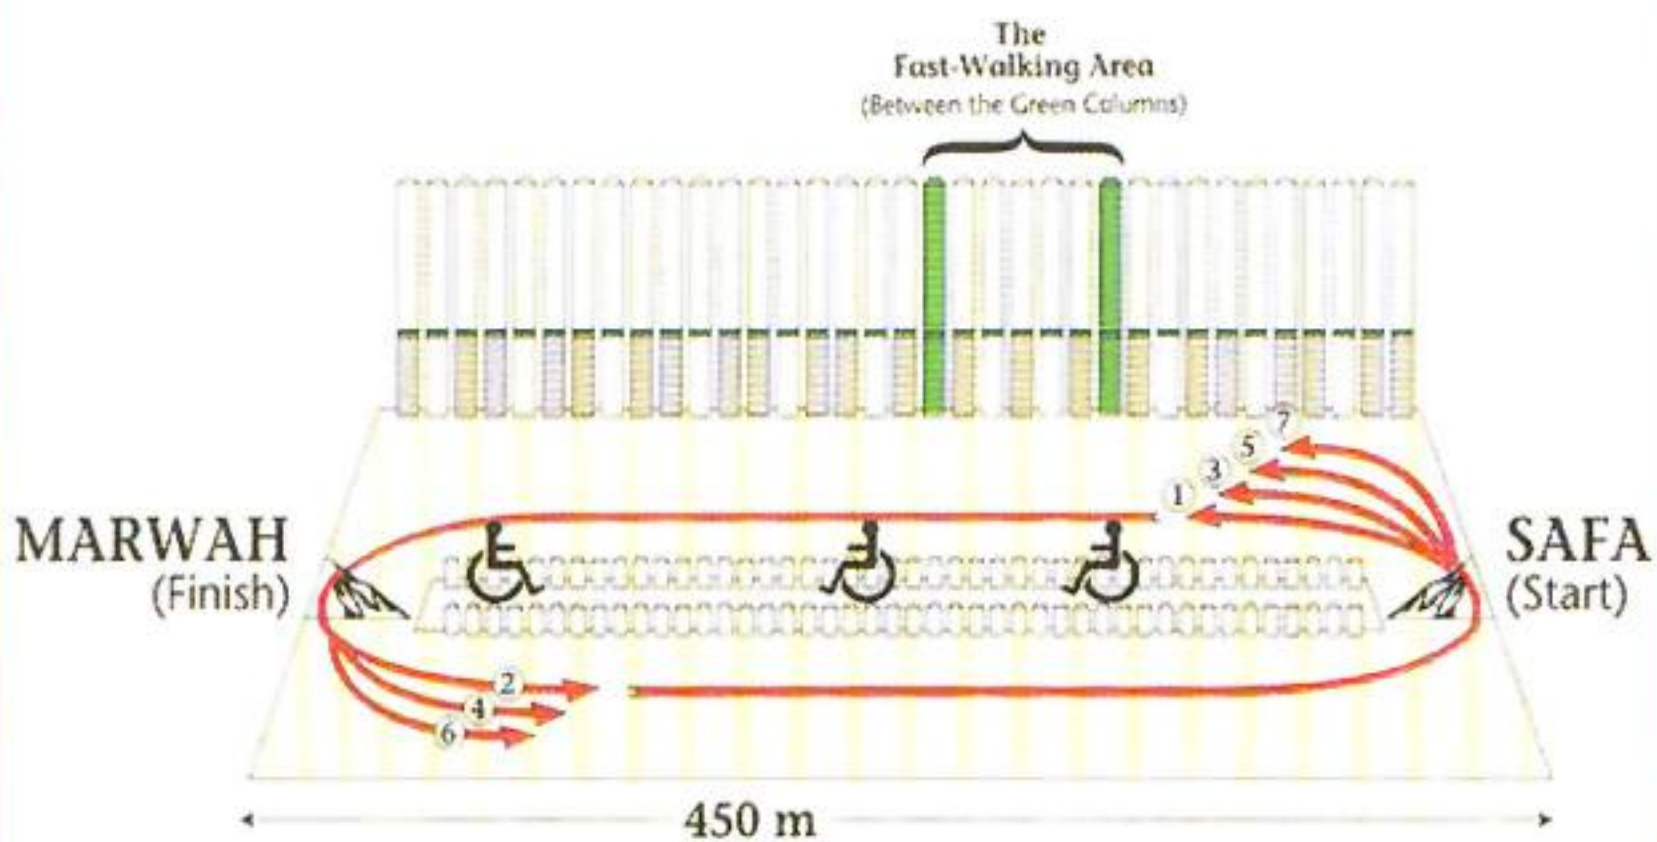 The
Fast-Walking Area
(Between the Green Columns)
7
5
3
1
MARWAH
(Finish)
SAFA
(Start)
2
4
6
450 m